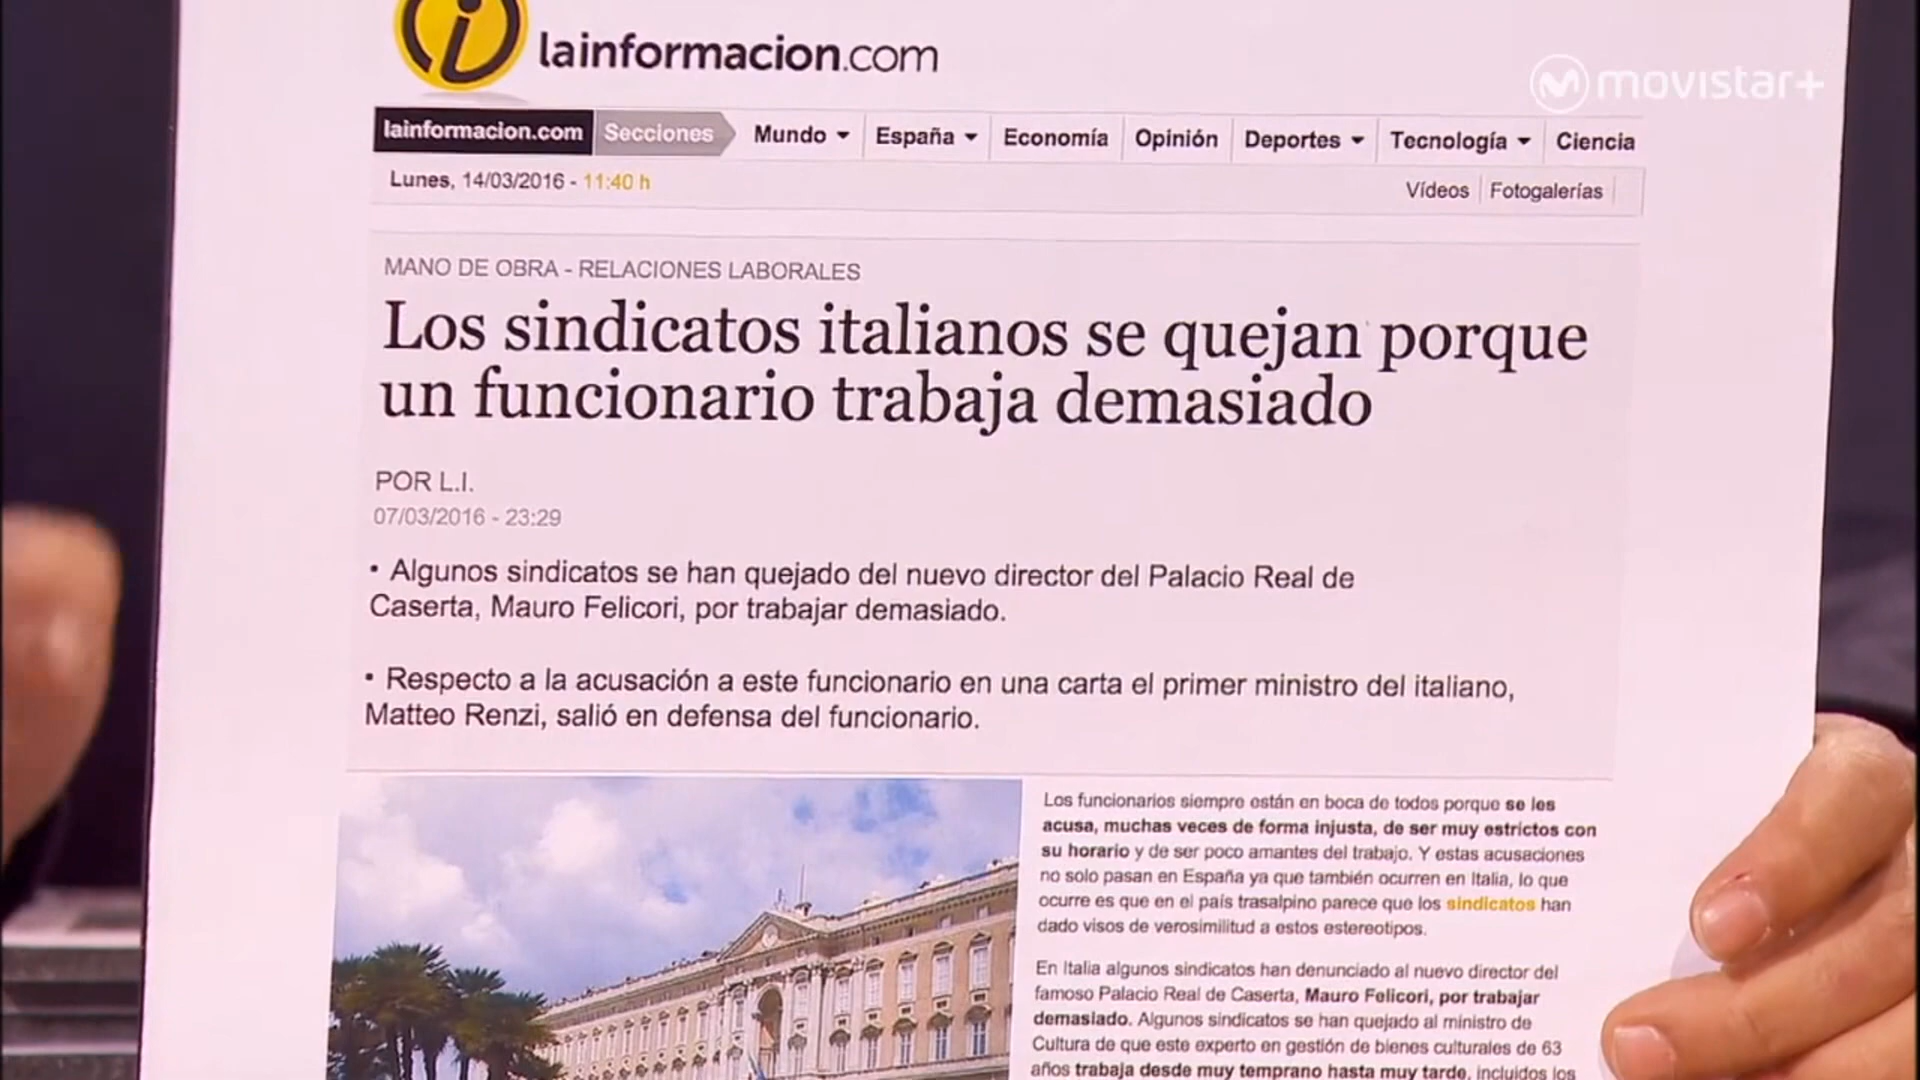 lainformacion.com
movistar+
lainformacion.com Secciones Mundo España Economía Opinión Deportes Tecnología Ciencia
Lunes, 14/03/2016 - 11:40 h
Vídeos Fotogalerías
MANO DE OBRA - RELACIONES LABORALES
Los sindicatos italianos se quejan porque
un funcionario trabaja demasiado
POR L.I.
07/03/2016 - 23:29
• Algunos sindicatos se han quejado del nuevo director del Palacio Real de
Caserta, Mauro Felicori, por trabajar demasiado.
• Respecto a la acusación a este funcionario en una carta el primer ministro del italiano,
Matteo Renzi, salió en defensa del funcionario.
Los funcionarios siempre están en boca de todos porque se les
acusa, muchas veces de forma injusta, de ser muy estrictos con
su horario y de ser poco amantes del trabajo. Y estas acusaciones
no solo pasan en España ya que también ocurren en Italia, lo que
ocurre es que en el país trasalpino parece que los sindicatos han
dado visos de verosimilitud a estos estereotipos.
En Italia algunos sindicatos han denunciado al nuevo director del
famoso Palacio Real de Caserta, Mauro Felicori, por trabajar
demasiado. Algunos sindicatos se han quejado al ministro de
Cultura de que este experto en gestión de bienes culturales de 63
años trabaja desde muy temprano hasta muy tarde, incluidos los